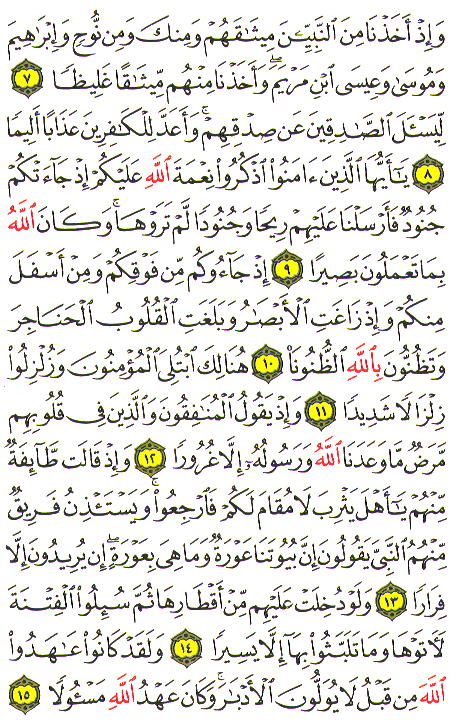 وَإِذْ أَخَذْنَا مِنَ ٱلنَّبِيِّـۧنَ مِيثَـٰقَهُمْ وَمِنكَ وَمِن نُّوحٍ وَإِبْرَٰهِيمَ
وَمُوسَىٰ وَعِيسَى ٱبْنِ مَرْيَمَ ۖ وَأَخَذْنَا مِنْهُم مِّيثَـٰقًا غَلِيظًا ٧
لِّيَسْـَٔلَ ٱلصَّـٰدِقِينَ عَن صِدْقِهِمْ ۚ وَأَعَدَّ لِلْكَـٰفِرِينَ عَذَابًا أَلِيمًا
٨ يَـٰٓأَيُّهَا ٱلَّذِينَ ءَامَنُوا۟ ٱذْكُرُوا۟ نِعْمَةَ ٱللَّهِ عَلَيْكُمْ إِذْ جَآءَتْكُمْ
جُنُودٌ فَأَرْسَلْنَا عَلَيْهِمْ رِيحًا وَجُنُودًا لَّمْ تَرَوْهَا ۚ وَكَانَ ٱللَّهُ
بِمَا تَعْمَلُونَ بَصِيرًا ٩ إِذْ جَآءُوكُم مِّن فَوْقِكُمْ وَمِنْ أَسْفَلَ
مِنكُمْ وَإِذْ زَاغَتِ ٱلْأَبْصَـٰرُ وَبَلَغَتِ ٱلْقُلُوبُ ٱلْحَنَاجِرَ
وَتَظُنُّونَ بِٱللَّهِ ٱلظُّنُونَا۠ ١٠ هُنَالِكَ ٱبْتُلِىَ ٱلْمُؤْمِنُونَ وَزُلْزِلُوا۟
زِلْزَالًا شَدِيدًا ١١ وَإِذْ يَقُولُ ٱلْمُنَـٰفِقُونَ وَٱلَّذِينَ فِى قُلُوبِهِم
مَّرَضٌ مَّا وَعَدَنَا ٱللَّهُ وَرَسُولُهُۥٓ إِلَّا غُرُورًا ١٢ وَإِذْ قَالَت طَّآئِفَةٌ
مِّنْهُمْ يَـٰٓأَهْلَ يَثْرِبَ لَا مُقَامَ لَكُمْ فَٱرْجِعُوا۟ ۚ وَيَسْتَـْٔذِنُ فَرِيقٌ
مِّنْهُمُ ٱلنَّبِىَّ يَقُولُونَ إِنَّ بُيُوتَنَا عَوْرَةٌ وَمَا هِىَ بِعَوْرَةٍ ۖ إِن يُرِيدُونَ إِلَّا
فِرَارًا ١٣ وَلَوْ دُخِلَتْ عَلَيْهِم مِّنْ أَقْطَارِهَا ثُمَّ سُئِلُوا۟ ٱلْفِتْنَةَ
لَـَٔاتَوْهَا وَمَا تَلَبَّثُوا۟ بِهَآ إِلَّا يَسِيرًا ١٤ وَلَقَدْ كَانُوا۟ عَـٰهَدُوا۟
ٱللَّهَ مِن قَبْلُ لَا يُوَلُّونَ ٱلْأَدْبَـٰرَ ۚ وَكَانَ عَهْدُ ٱللَّهِ مَسْـُٔولًا ١٥